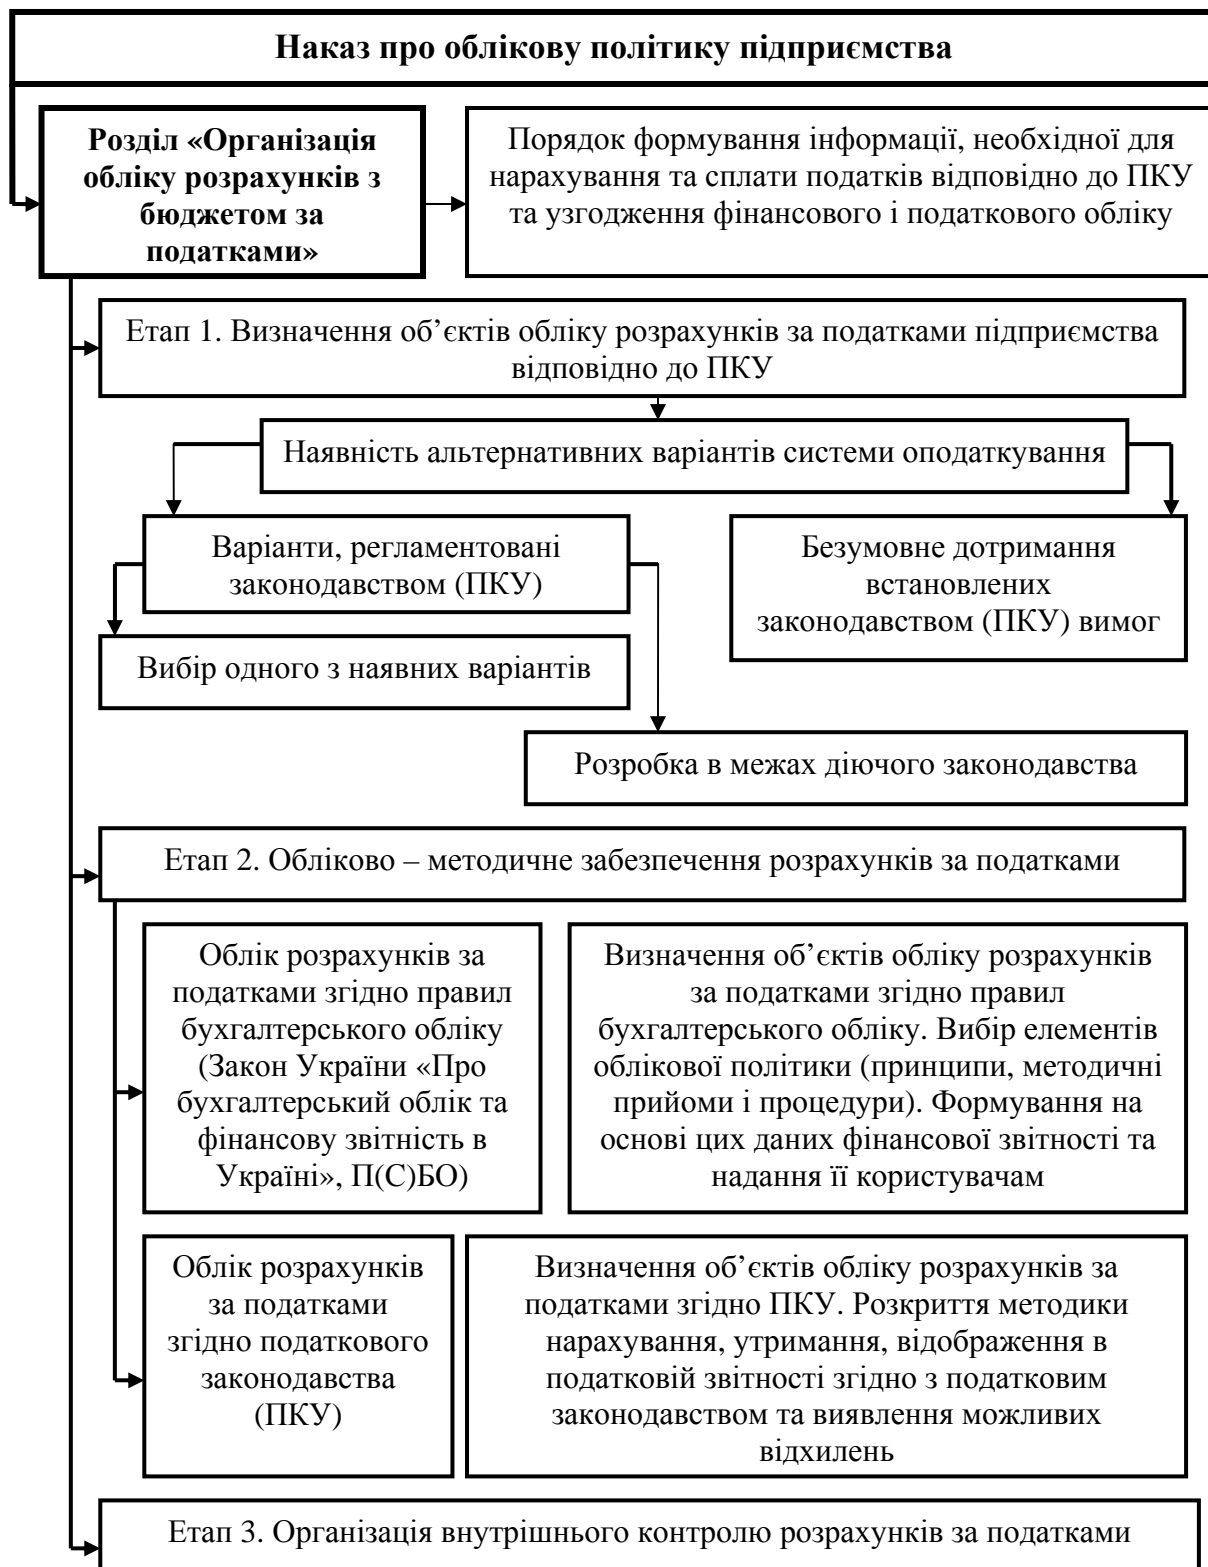 Наказ про облікову політику підприємства
Розділ «Організація
обліку розрахунків з
бюджетом за
податками»
Порядок формування інформації, необхідної для
нарахування та сплати податків відповідно до ПКУ
та узгодження фінансового і податкового обліку
Етап 1. Визначення об’єктів обліку розрахунків за податками підприємства
відповідно до ПКУ
Наявність альтернативних варіантів системи оподаткування
Варіанти, регламентовані
законодавством (ПКУ)
Безумовне дотримання
встановлених
законодавством (ПКУ) вимог
Вибір одного з наявних варіантів
Розробка в межах діючого законодавства
Етап 2. Обліково – методичне забезпечення розрахунків за податками
Облік розрахунків за
податками згідно правил
бухгалтерського обліку
(Закон України «Про
бухгалтерський облік та
фінансову звітність в
Україні», П(С)БО)
Визначення об’єктів обліку розрахунків
за податками згідно правил
бухгалтерського обліку. Вибір елементів
облікової політики (принципи, методичні
прийоми і процедури). Формування на
основі цих даних фінансової звітності та
надання її користувачам
Облік розрахунків
за податками
згідно податкового
законодавства
(ПКУ)
Визначення об’єктів обліку розрахунків за
податками згідно ПКУ. Розкриття методики
нарахування, утримання, відображення в
податковій звітності згідно з податковим
законодавством та виявлення можливих
відхилень
Етап 3. Організація внутрішнього контролю розрахунків за податками